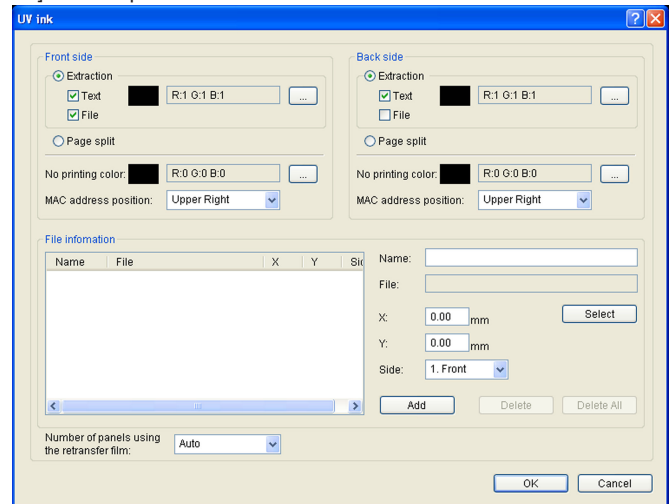 UV ink
Front side
Extraction
Text
R:1 G:1 B:1
...
File
Page split
No printing color:
R:0 G:0 B:0
...
MAC address position:
Upper Right
Back side
Extraction
Text
R:1 G:1 B:1
...
File
Page split
No printing color:
R:0 G:0 B:0
...
MAC address position:
Upper Right
File infomation
Name File X Y
Name:
File:
X: 0.00 mm
Select
Y: 0.00 mm
Side: 1. Front
Add Delete Delete All
Number of panels using
the retransfer film:
Auto
OK Cancel